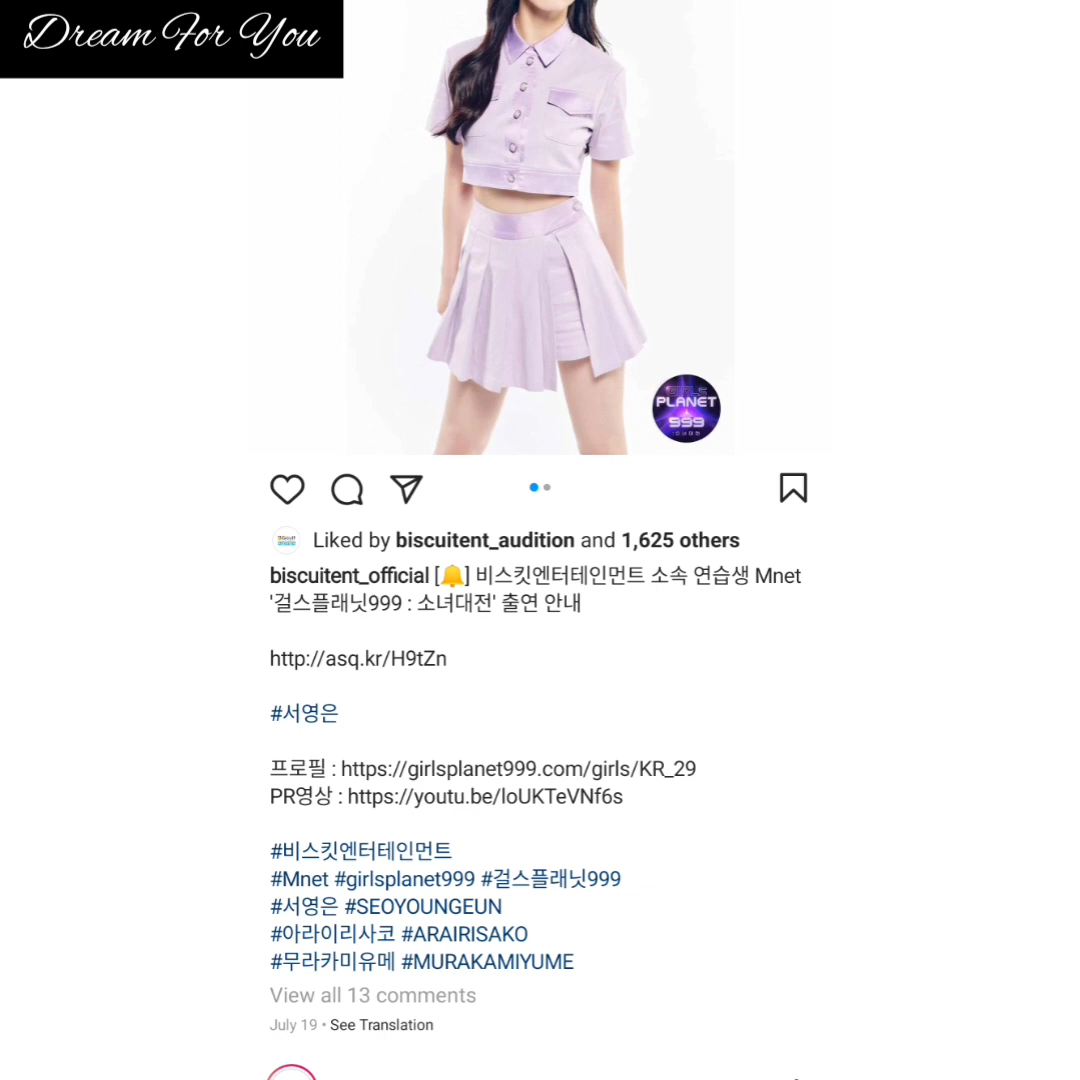 Dream For You
GIRLS
PLANET
999
Liked by biscuitent_audition and 1,625 others
biscuitent_official [🔔] 비스킷엔터테인먼트 소속 연습생 Mnet
'걸스플래닛999 : 소녀대전' 출연 안내
http://asq.kr/H9tZn
#서영은
프로필 : https://girlsplanet999.com/girls/KR_29
PR영상 : https://youtu.be/loUKTeVNf6s
#비스킷엔터테인먼트
#Mnet #girlsplanet999 #걸스플래닛999
#서영은 #SEOYOUNGEUN
#아라이리사코 #ARAIRISAKO
#무라카미유메 #MURAKAMIYUME
View all 13 comments
July 19 • See Translation